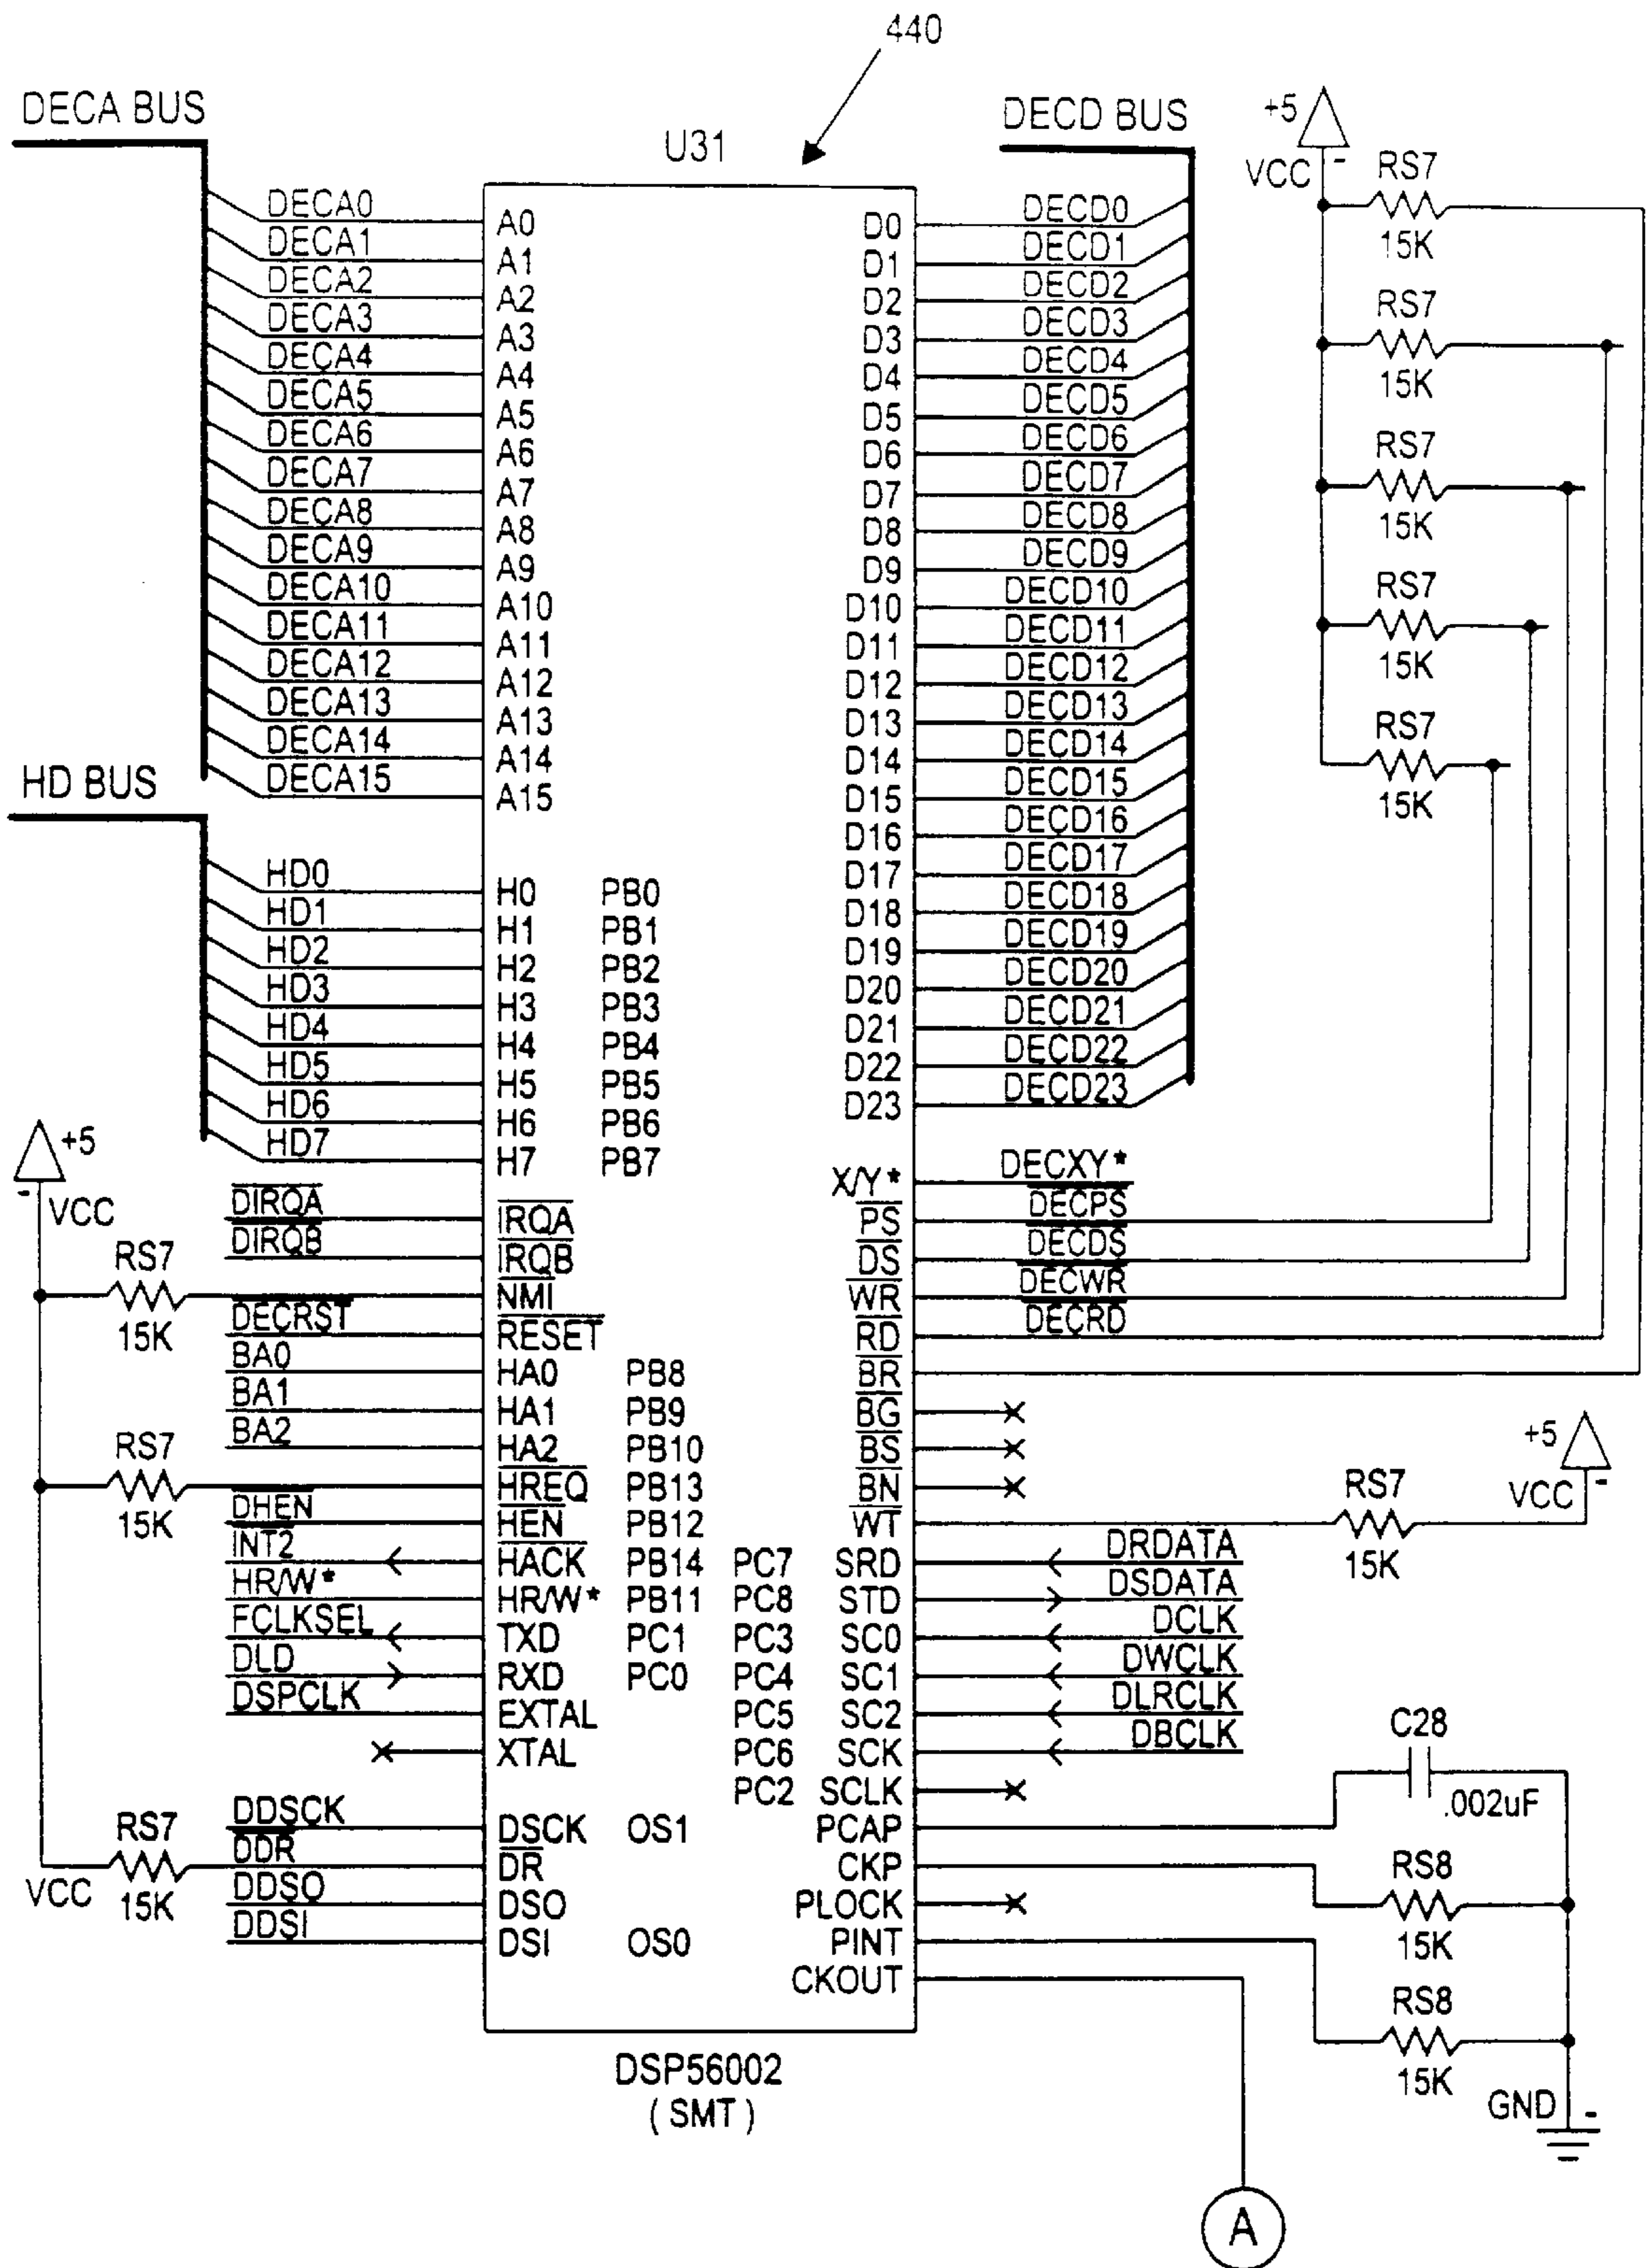 440
DECA BUS
U31
DECD BUS
+5
VCC
RS7
15K
RS7
15K
RS7
15K
RS7
15K
RS7
15K
DECA0 A0 D0 DECD0
DECA1 A1 D1 DECD1
DECA2 A2 D2 DECD2
DECA3 A3 D3 DECD3
DECA4 A4 D4 DECD4
DECA5 A5 D5 DECD5
DECA6 A6 D6 DECD6
DECA7 A7 D7 DECD7
DECA8 A8 D8 DECD8
DECA9 A9 D9 DECD9
DECA10 A10 D10 DECD10
DECA11 A11 D11 DECD11
DECA12 A12 D12 DECD12
DECA13 A13 D13 DECD13
DECA14 A14 D14 DECD14
DECA15 A15 D15 DECD15
HD BUS
D16 DECD16
D17 DECD17
HD0 H0 PB0 D18 DECD18
HD1 H1 PB1 D19 DECD19
HD2 H2 PB2 D20 DECD20
HD3 H3 PB3 D21 DECD21
HD4 H4 PB4 D22 DECD22
HD5 H5 PB5 D23 DECD23
HD6 H6 PB6
HD7 H7 PB7 X/Y* DECXY*
+5
VCC
DIRQA IRQA PS DECPS
DIRQB IRQB DS DECDS
RS7 15K NMI WR DECWR
DECRST RESET RD DECRD
BA0 HA0 PB8 BR
BA1 HA1 PB9 BG
BA2 HA2 PB10 BS
RS7 15K HREQ PB13 BN
DHEN HEN PB12 WT RS7 15K VCC +5
INT2 HACK PB14 PC7 SRD DRDATA
HR/W* HR/W* PB11 PC8 STD DSDATA
FCLKSEL TXD PC1 PC3 SC0 DCLK
DLD RXD PC0 PC4 SC1 DWCLK
DSPCLK EXTAL PC5 SC2 DLRCLK
XTAL PC6 SCK DBCLK
PC2 SCLK
C28
.002uF
DDSCK DSCK OS1 PCAP
VCC RS7 15K DDR DR CKP RS8 15K
DDSO DSO PLOCK
DDSI DSI OS0 PINT RS8 15K
CKOUT
GND
DSP56002
( SMT )
A